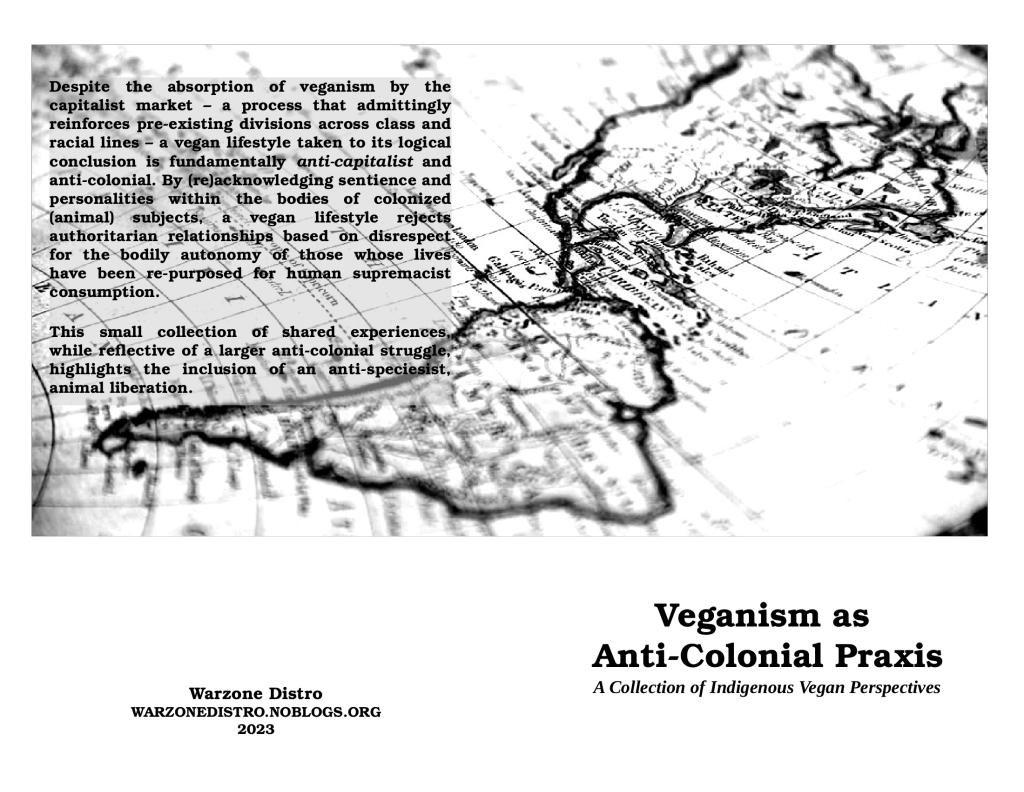 Despite the absorption of veganism by the
capitalist market – a process that admittingly
reinforces pre-existing divisions across class and
racial lines – a vegan lifestyle taken to its logical
conclusion is fundamentally anti-capitalist and
anti-colonial. By (re)acknowledging sentience and
personalities within the bodies of colonized
(animal) subjects, a vegan lifestyle rejects
authoritarian relationships based on disrespect
for the bodily autonomy of those whose lives
have been re-purposed for human supremacist
consumption.
This small collection of shared experiences,
while reflective of a larger anti-colonial struggle,
highlights the inclusion of an anti-speciesist,
animal liberation.
Warzone Distro
WARZONEDISTRO.NOBLOGS.ORG
2023
Veganism as
Anti-Colonial Praxis
A Collection of Indigenous Vegan Perspectives